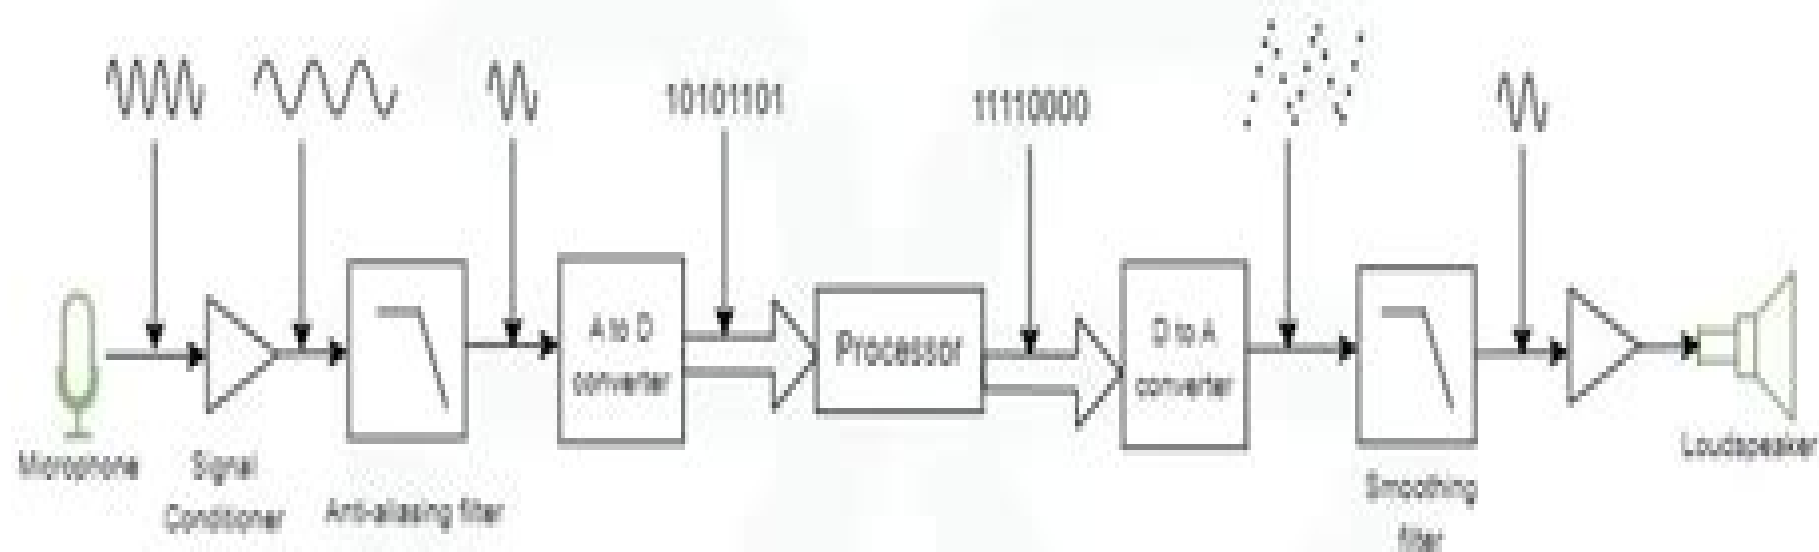 10101101
11110000
A to D
converter
Processor
D to A
converter
Microphone
Signal
Conditioner
Anti-aliasing filter
Smoothing
filter
Loudspeaker